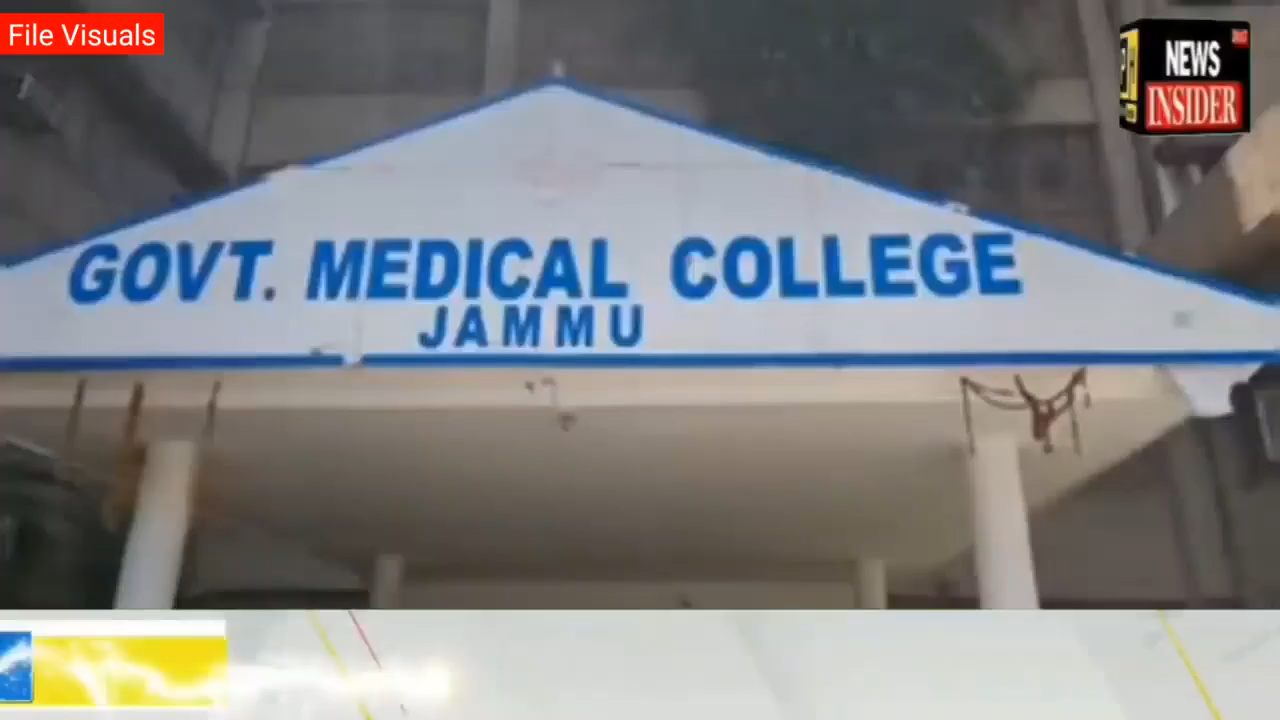 File Visuals
NEWS
INSIDER
GOVT. MEDICAL COLLEGE
JAMMU